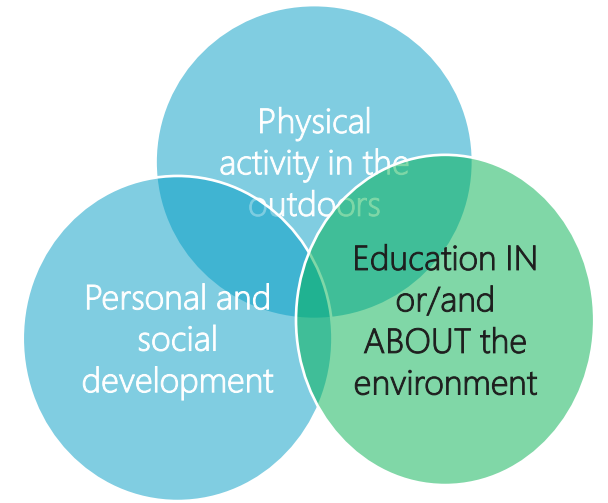 Physical
activity in the
outdoors
Personal and
social
development
Education IN
or/and
ABOUT the
environment